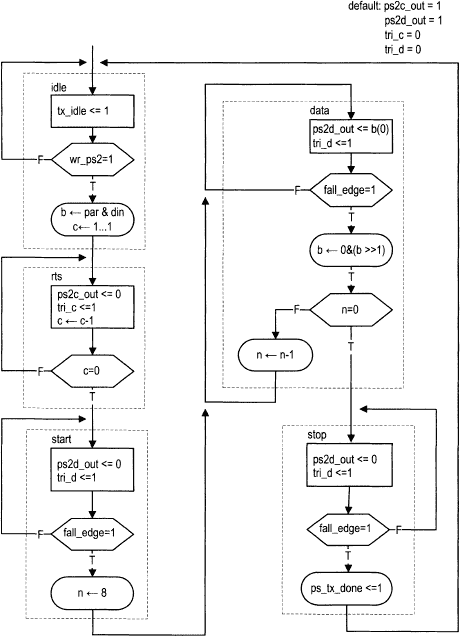 default: ps2c_out = 1
ps2d_out = 1
tri_c = 0
tri_d = 0
idle
tx_idle <= 1
wr_ps2=1
F
T
b ← par & din
c← 1...1
rts
ps2c_out <= 0
tri_c <=1
c ← c-1
c=0
F
T
start
ps2d_out <= 0
tri_d <=1
fall_edge=1
F
T
n ← 8
data
ps2d_out <= b(0)
tri_d <=1
fall_edge=1
F
T
b ← 0&(b >>1)
T
n=0
F
T
n ← n-1
stop
ps2d_out <= 0
tri_d <=1
fall_edge=1
F
T
ps_tx_done <=1